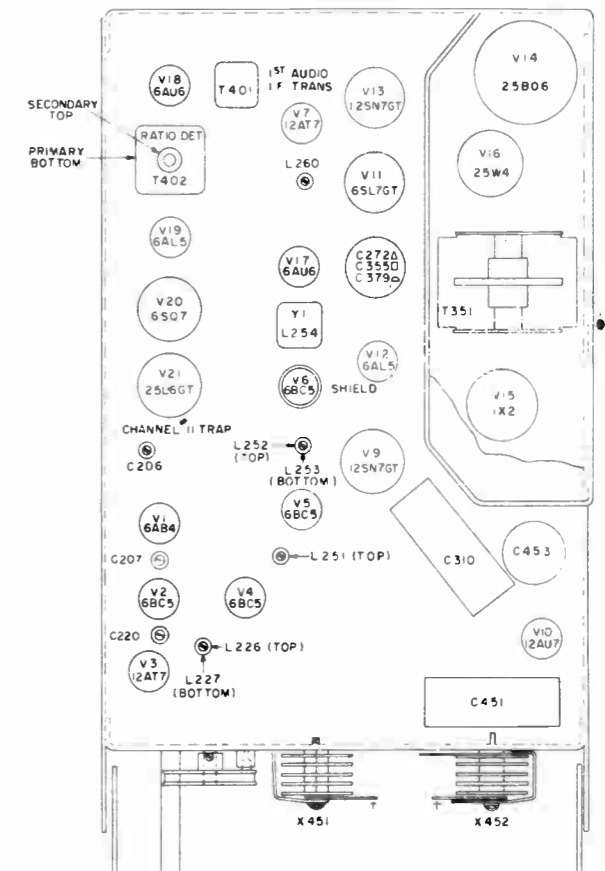 V18
6AU6
T401
1ST AUDIO
I F TRANS
V13
12SN7GT
V14
25BQ6
SECONDARY
TOP
V7
12AT7
PRIMARY
BOTTOM
RATIO DET
T402
L260
V11
6SL7GT
V16
25W4
V19
6AL5
V17
6AU6
C272△
C355□
C379⌓
V20
6SQ7
Y1
L254
T351
V12
6AL5
V21
25L6GT
V6
6BC5
SHIELD
V15
1X2
CHANNEL 11 TRAP
C206
L252
(TOP)
L253
(BOTTOM)
V9
12SN7GT
V5
6BC5
V1
6AB4
C207
L251 (TOP)
C310
C453
V2
6BC5
V4
6BC5
C220
L226 (TOP)
V10
12AU7
V3
12AT7
L227
(BOTTOM)
C451
X451
X452